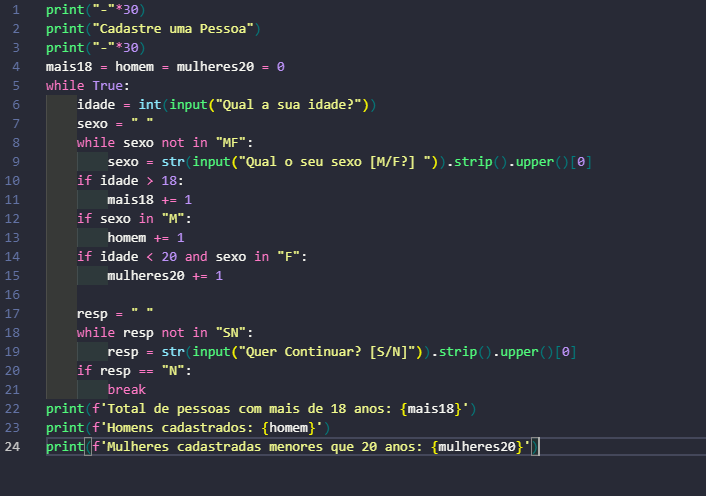 1 print("-"*30)
2 print("Cadastre uma Pessoa")
3 print("-"*30)
4 mais18 = homem = mulheres20 = 0
5 while True:
6     idade = int(input("Qual a sua idade?"))
7     sexo = " "
8     while sexo not in "MF":
9         sexo = str(input("Qual o seu sexo [M/F?] ")).strip().upper()[0]
10     if idade > 18:
11         mais18 += 1
12     if sexo in "M":
13         homem += 1
14     if idade < 20 and sexo in "F":
15         mulheres20 += 1
16
17     resp = " "
18     while resp not in "SN":
19         resp = str(input("Quer Continuar? [S/N]")).strip().upper()[0]
20     if resp == "N":
21         break
22 print(f'Total de pessoas com mais de 18 anos: {mais18}')
23 print(f'Homens cadastrados: {homem}')
24 print(f'Mulheres cadastradas menores que 20 anos: {mulheres20}')